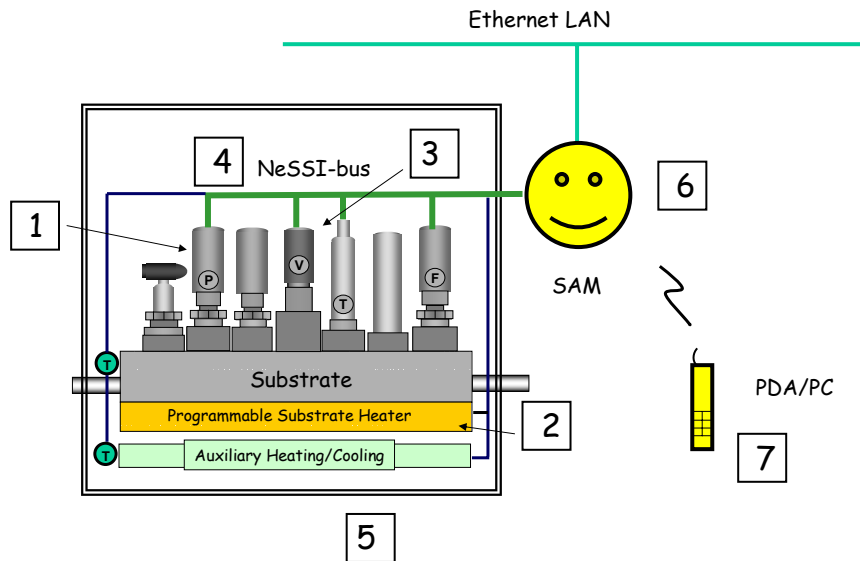 Ethernet LAN
4
3
NeSSI-bus
6
1
P
V
T
F
SAM
T
Substrate
PDA/PC
Programmable Substrate Heater
2
T
Auxiliary Heating/Cooling
7
5